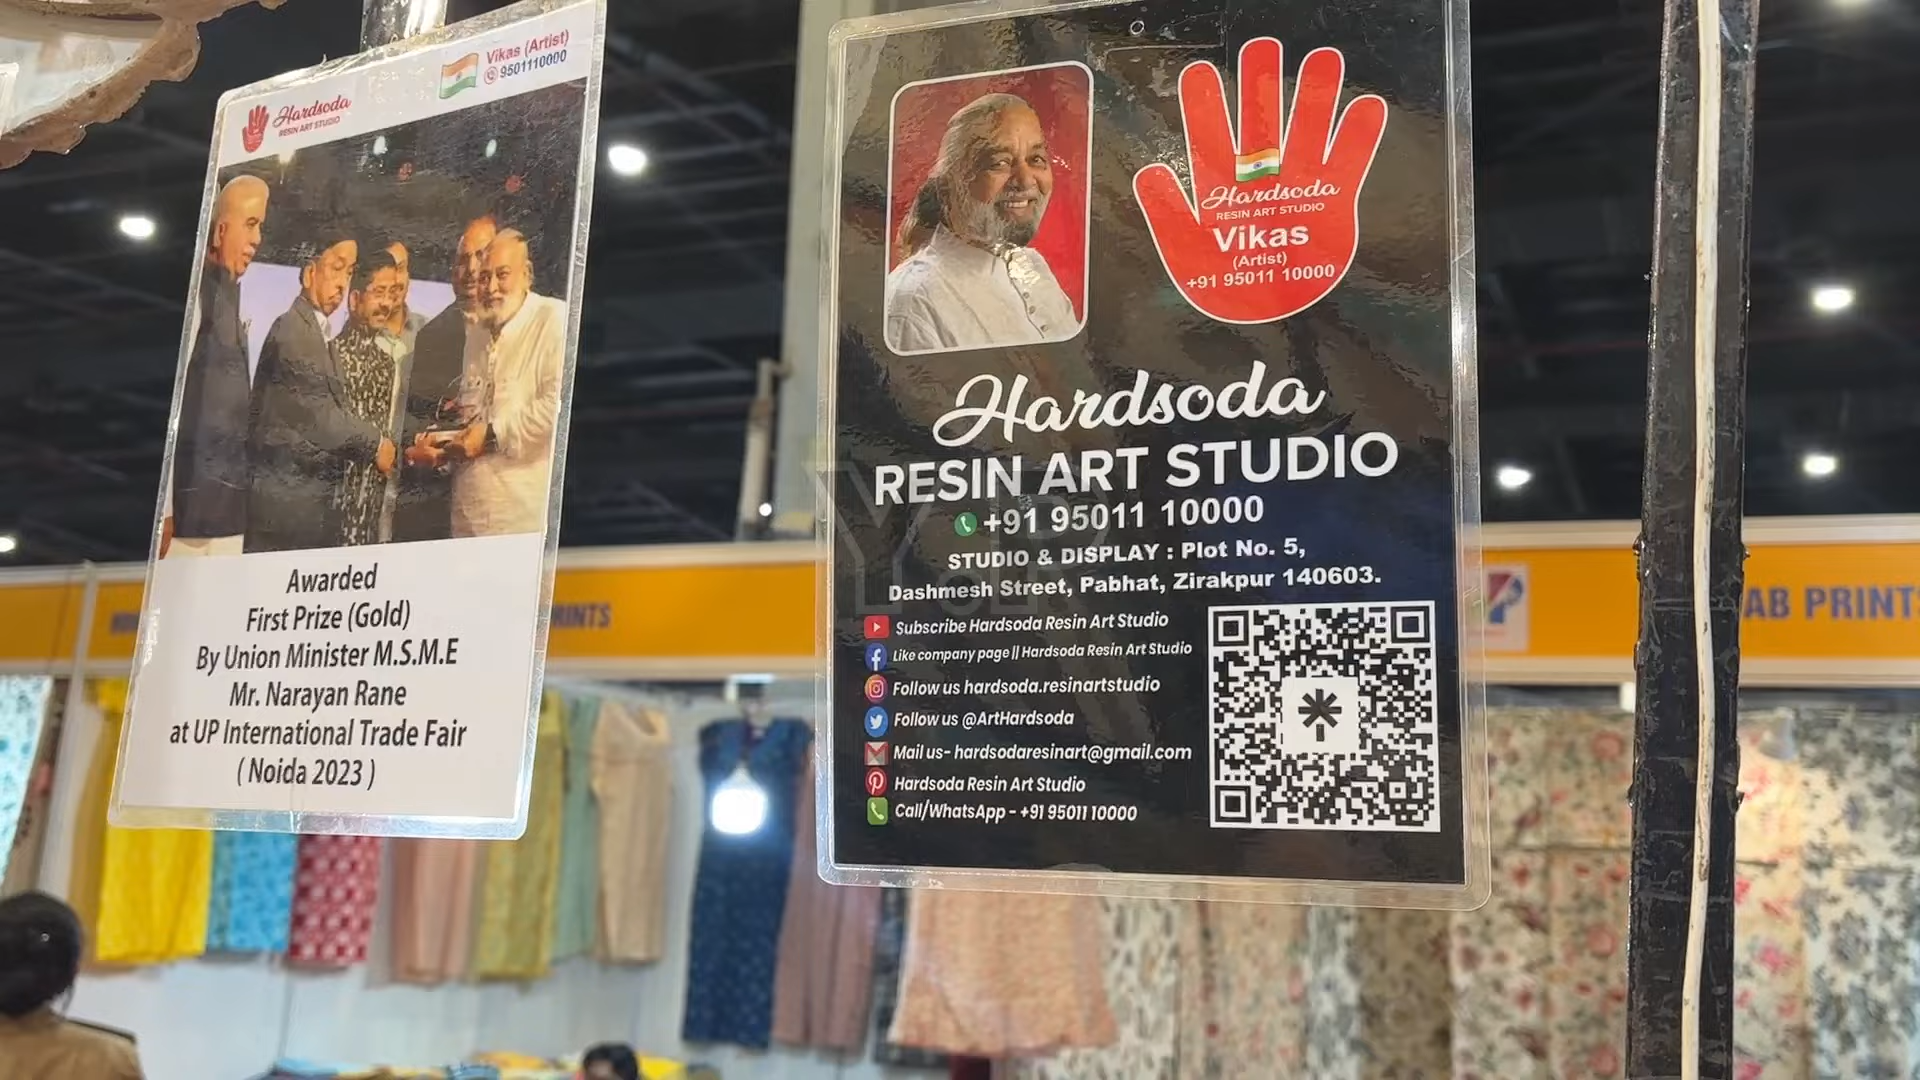 Hardsoda
RESIN ART STUDIO
Vikas (Artist)
9501110000
Awarded
First Prize (Gold)
By Union Minister M.S.M.E
Mr. Narayan Rane
at UP International Trade Fair
( Noida 2023 )
Hardsoda
RESIN ART STUDIO
Vikas
(Artist)
+91 95011 10000
Hardsoda
RESIN ART STUDIO
+91 95011 10000
STUDIO & DISPLAY : Plot No. 5,
Dashmesh Street, Pabhat, Zirakpur 140603.
Subscribe Hardsoda Resin Art Studio
Like company page || Hardsoda Resin Art Studio
Follow us hardsoda.resinartstudio
Follow us @ArtHardsoda
Mail us- hardsodaresinart@gmail.com
Hardsoda Resin Art Studio
Call/WhatsApp - +91 95011 10000
AB PRINTS